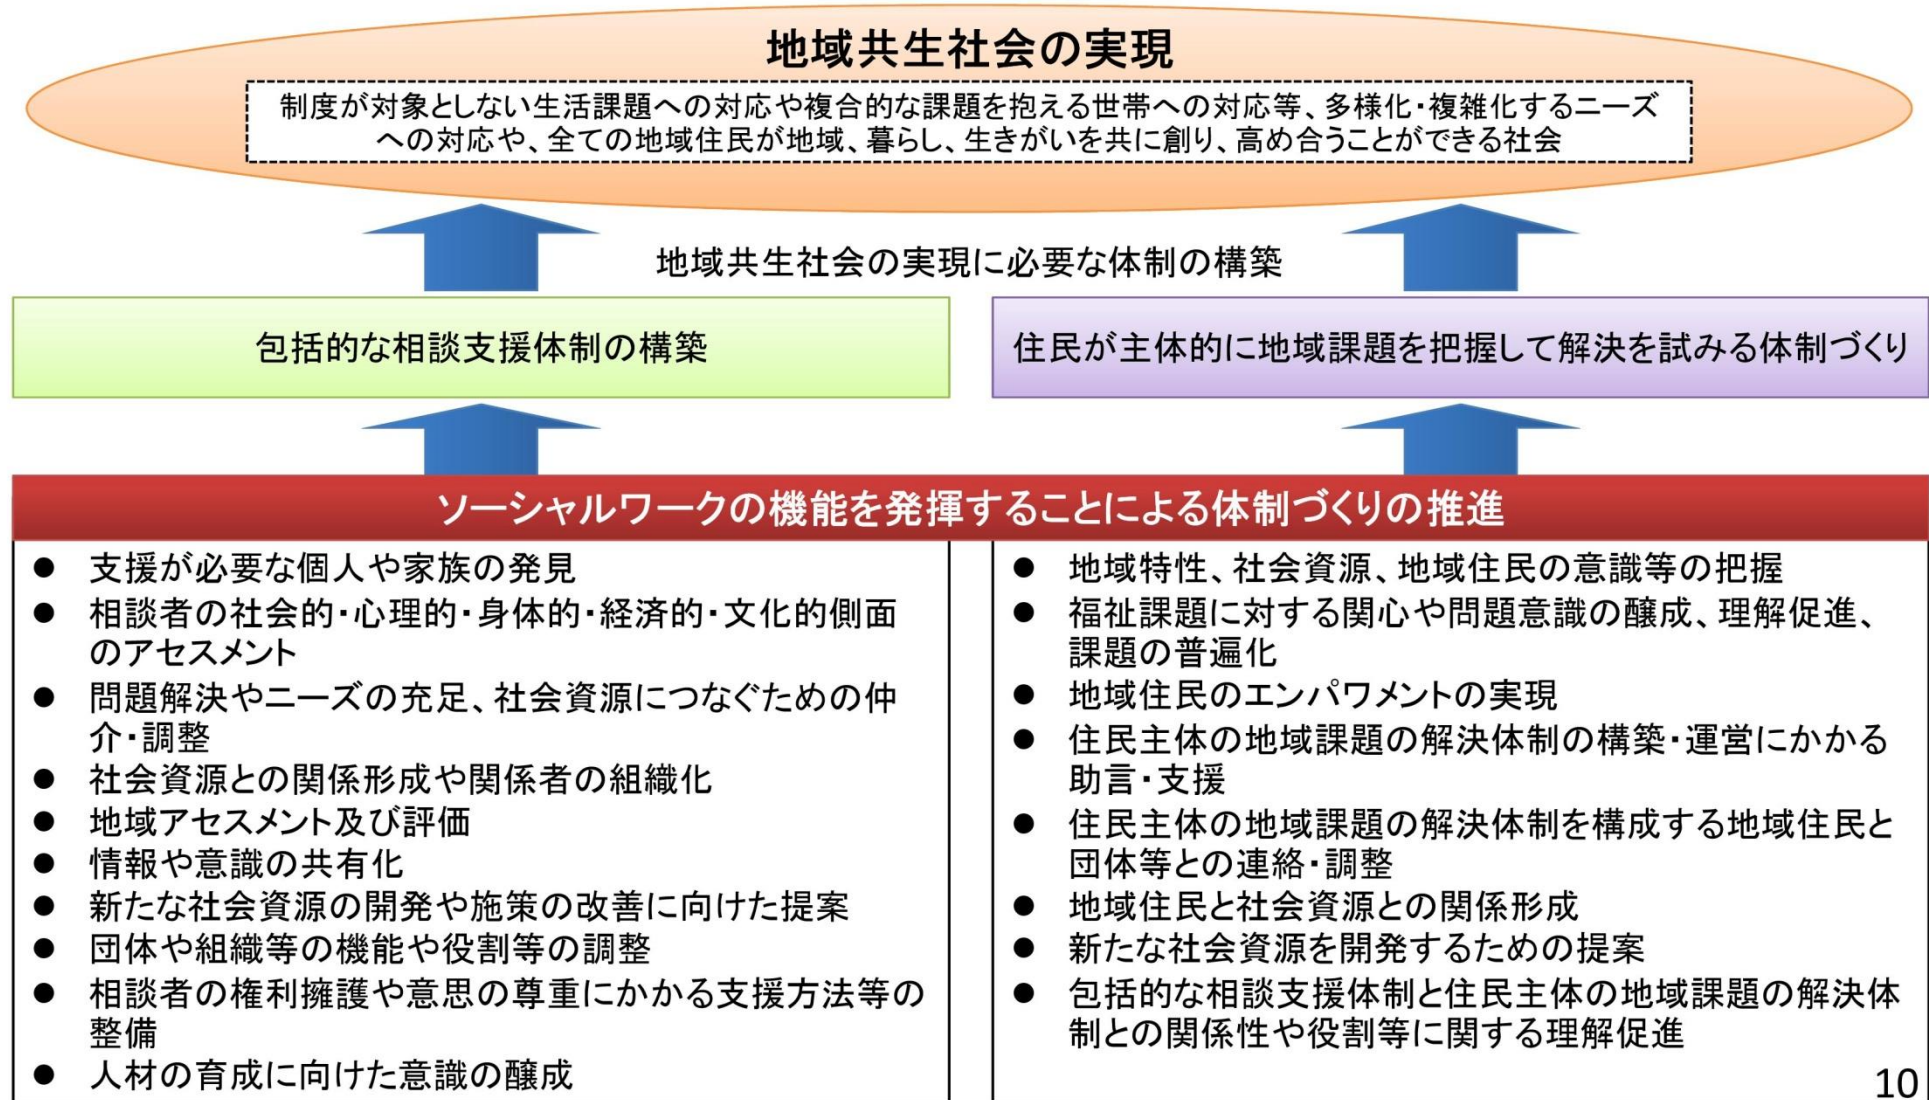 地域共生社会の実現
制度が対象としない生活課題への対応や複合的な課題を抱える世帯への対応等、多様化・複雑化するニーズ
への対応や、全ての地域住民が地域、暮らし、生きがいを共に創り、高め合うことができる社会
地域共生社会の実現に必要な体制の構築
包括的な相談支援体制の構築
住民が主体的に地域課題を把握して解決を試みる体制づくり
ソーシャルワークの機能を発揮することによる体制づくりの推進
● 支援が必要な個人や家族の発見
● 相談者の社会的・心理的・身体的・経済的・文化的側面
のアセスメント
● 問題解決やニーズの充足、社会資源につなぐための仲
介・調整
● 社会資源との関係形成や関係者の組織化
● 地域アセスメント及び評価
● 情報や意識の共有化
● 新たな社会資源の開発や施策の改善に向けた提案
● 団体や組織等の機能や役割等の調整
● 相談者の権利擁護や意思の尊重にかかる支援方法等の
整備
● 人材の育成に向けた意識の醸成
● 地域特性、社会資源、地域住民の意識等の把握
● 福祉課題に対する関心や問題意識の醸成、理解促進、
課題の普遍化
● 地域住民のエンパワメントの実現
● 住民主体の地域課題の解決体制の構築・運営にかかる
助言・支援
● 住民主体の地域課題の解決体制を構成する地域住民と
団体等との連絡・調整
● 地域住民と社会資源との関係形成
● 新たな社会資源を開発するための提案
● 包括的な相談支援体制と住民主体の地域課題の解決体
制との関係性や役割等に関する理解促進
10